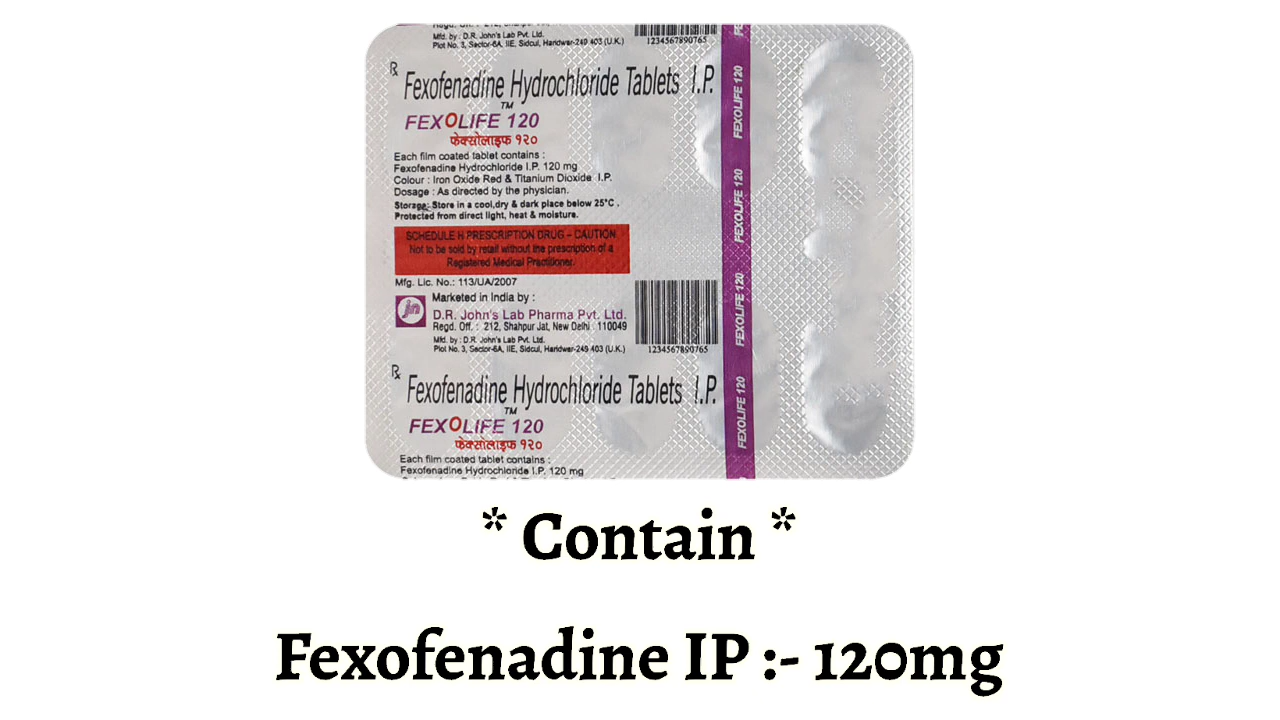 Mfd. by : D.R. John's Lab Pvt. Ltd.
Plot No. 3, Sector-6A, IIE, Sidcul, Haridwar-249 403 (U.K.)
1234567890765
Rx
Fexofenadine Hydrochloride Tablets I.P.
FEXOLIFE 120
TM
फेक्सोलाइफ १२०
Each film coated tablet contains :
Fexofenadine Hydrochloride I.P. 120 mg
Colour : Iron Oxide Red & Titanium Dioxide I.P.
Dosage : As directed by the physician.
Storage: Store in a cool,dry & dark place below 25°C .
Protected from direct light, heat & moisture.
SCHEDULE H PRESCRIPTION DRUG – CAUTION
Not to be sold by retail without the prescription of a
Registered Medical Practitioner.
Mfg. Lic. No.: 113/UA/2007
jn
Marketed in India by :
D.R. John's Lab Pharma Pvt. Ltd.
Regd. Off. : 212, Shahpur Jat, New Delhi 110049
Mfd. by : D.R. John's Lab Pvt. Ltd.
Plot No. 3, Sector-6A, IIE, Sidcul, Haridwar-249 403 (U.K.)
1234567890765
Rx
Fexofenadine Hydrochloride Tablets I.P.
FEXOLIFE 120
TM
फेक्सोलाइफ १२०
Each film coated tablet contains :
Fexofenadine Hydrochloride I.P. 120 mg
FEXOLIFE 120
FEXOLIFE 120
FEXOLIFE 120
FEXOLIFE 120
* Contain *
Fexofenadine IP :- 120mg